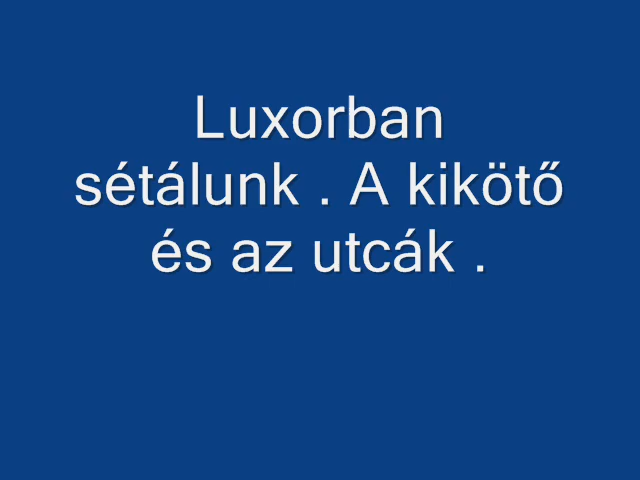 Luxorban
sétálunk . A kikötő
és az utcák .